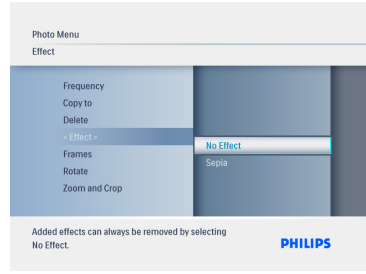 Photo Menu
Effect
Frequency
Copy to
Delete
« Effect »
Frames
Rotate
Zoom and Crop
No Effect
Sepia
Added effects can always be removed by selecting
No Effect.
PHILIPS